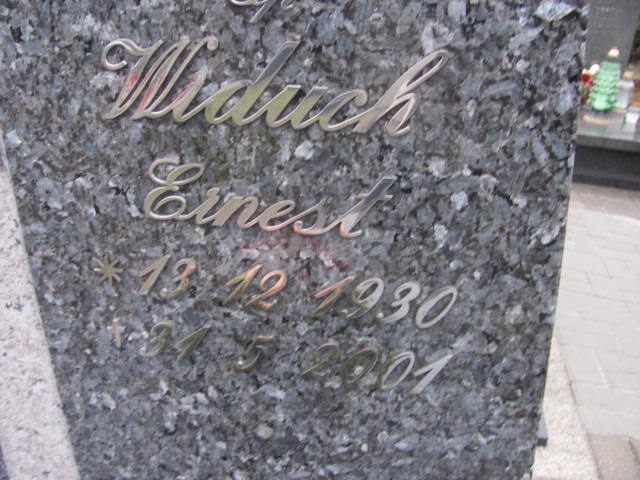 Widuch
Ernest
* 13 12 1930
† 31 5 2001